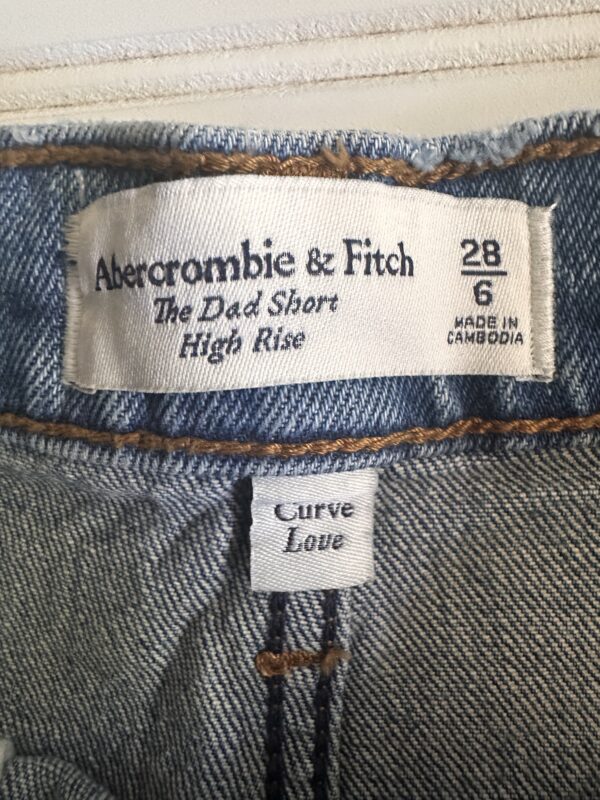 Abercrombie & Fitch
The Dad Short
High Rise
28
6
MADE IN
CAMBODIA
Curve
Love